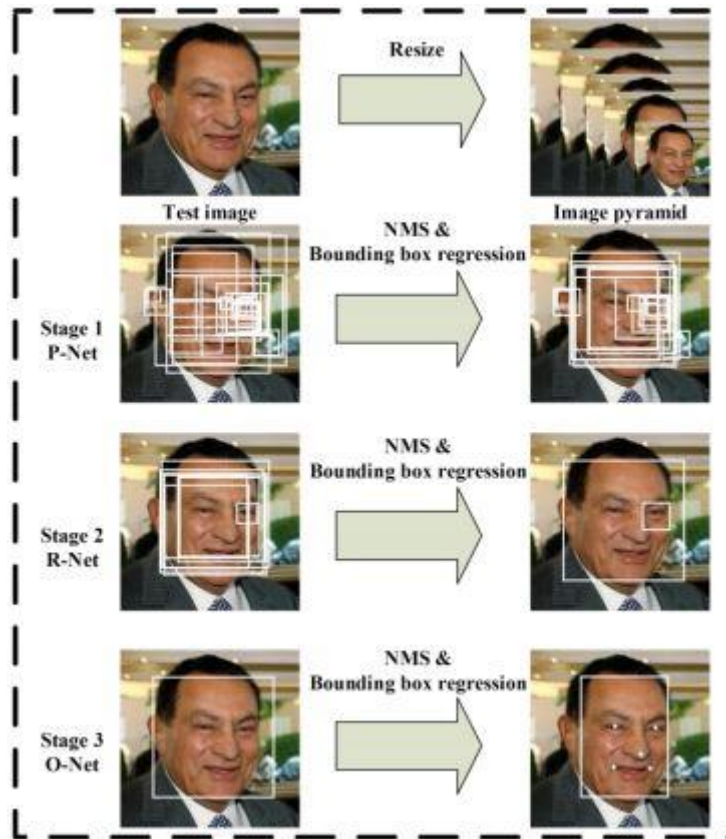 Resize
Test image
Image pyramid
NMS &
Bounding box regression
Stage 1
P-Net
NMS &
Bounding box regression
Stage 2
R-Net
NMS &
Bounding box regression
Stage 3
O-Net